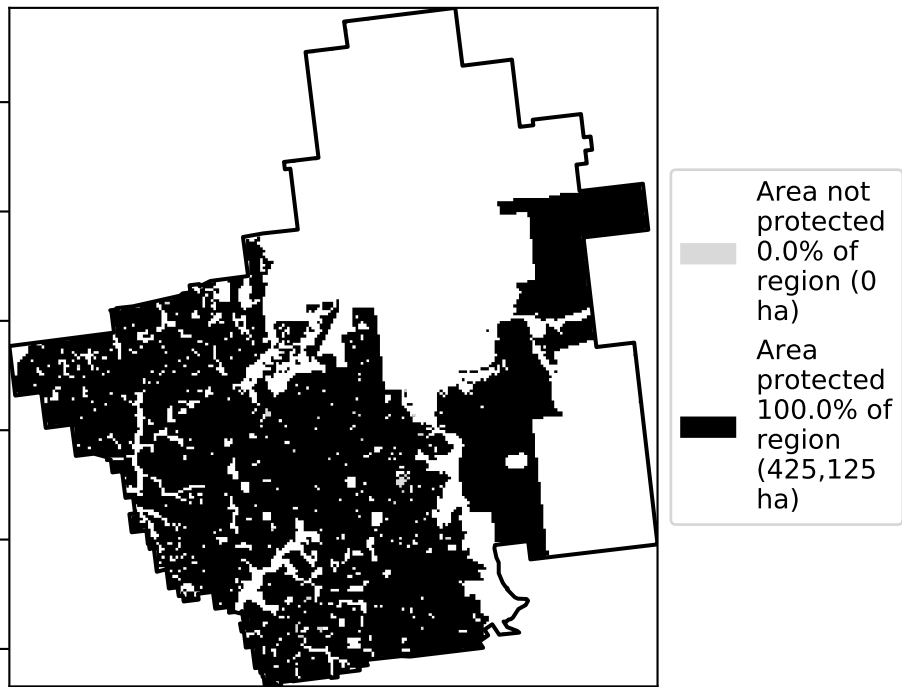 Area not
protected
0.0% of
region (0
ha)
Area
protected
100.0% of
region
(425,125
ha)